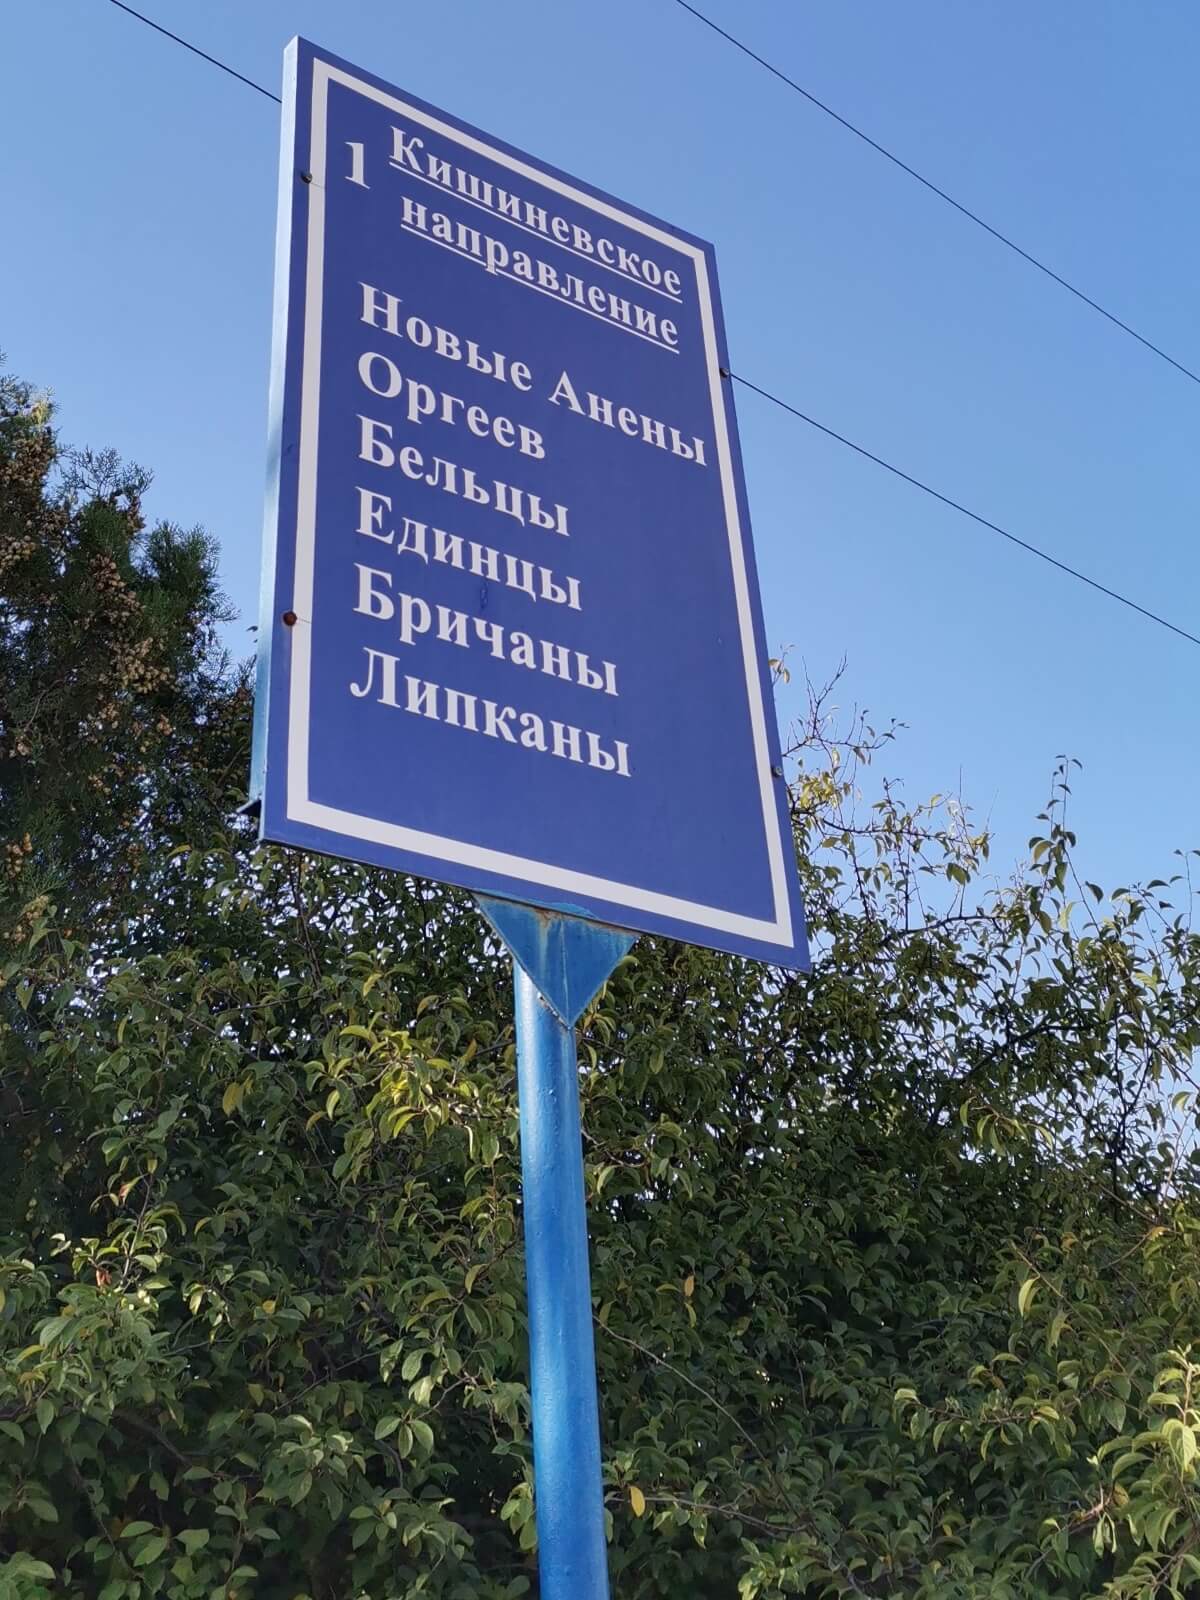 1 Кишиневское
направление
Новые Анены
Оргеев
Бельцы
Единцы
Бричаны
Липканы